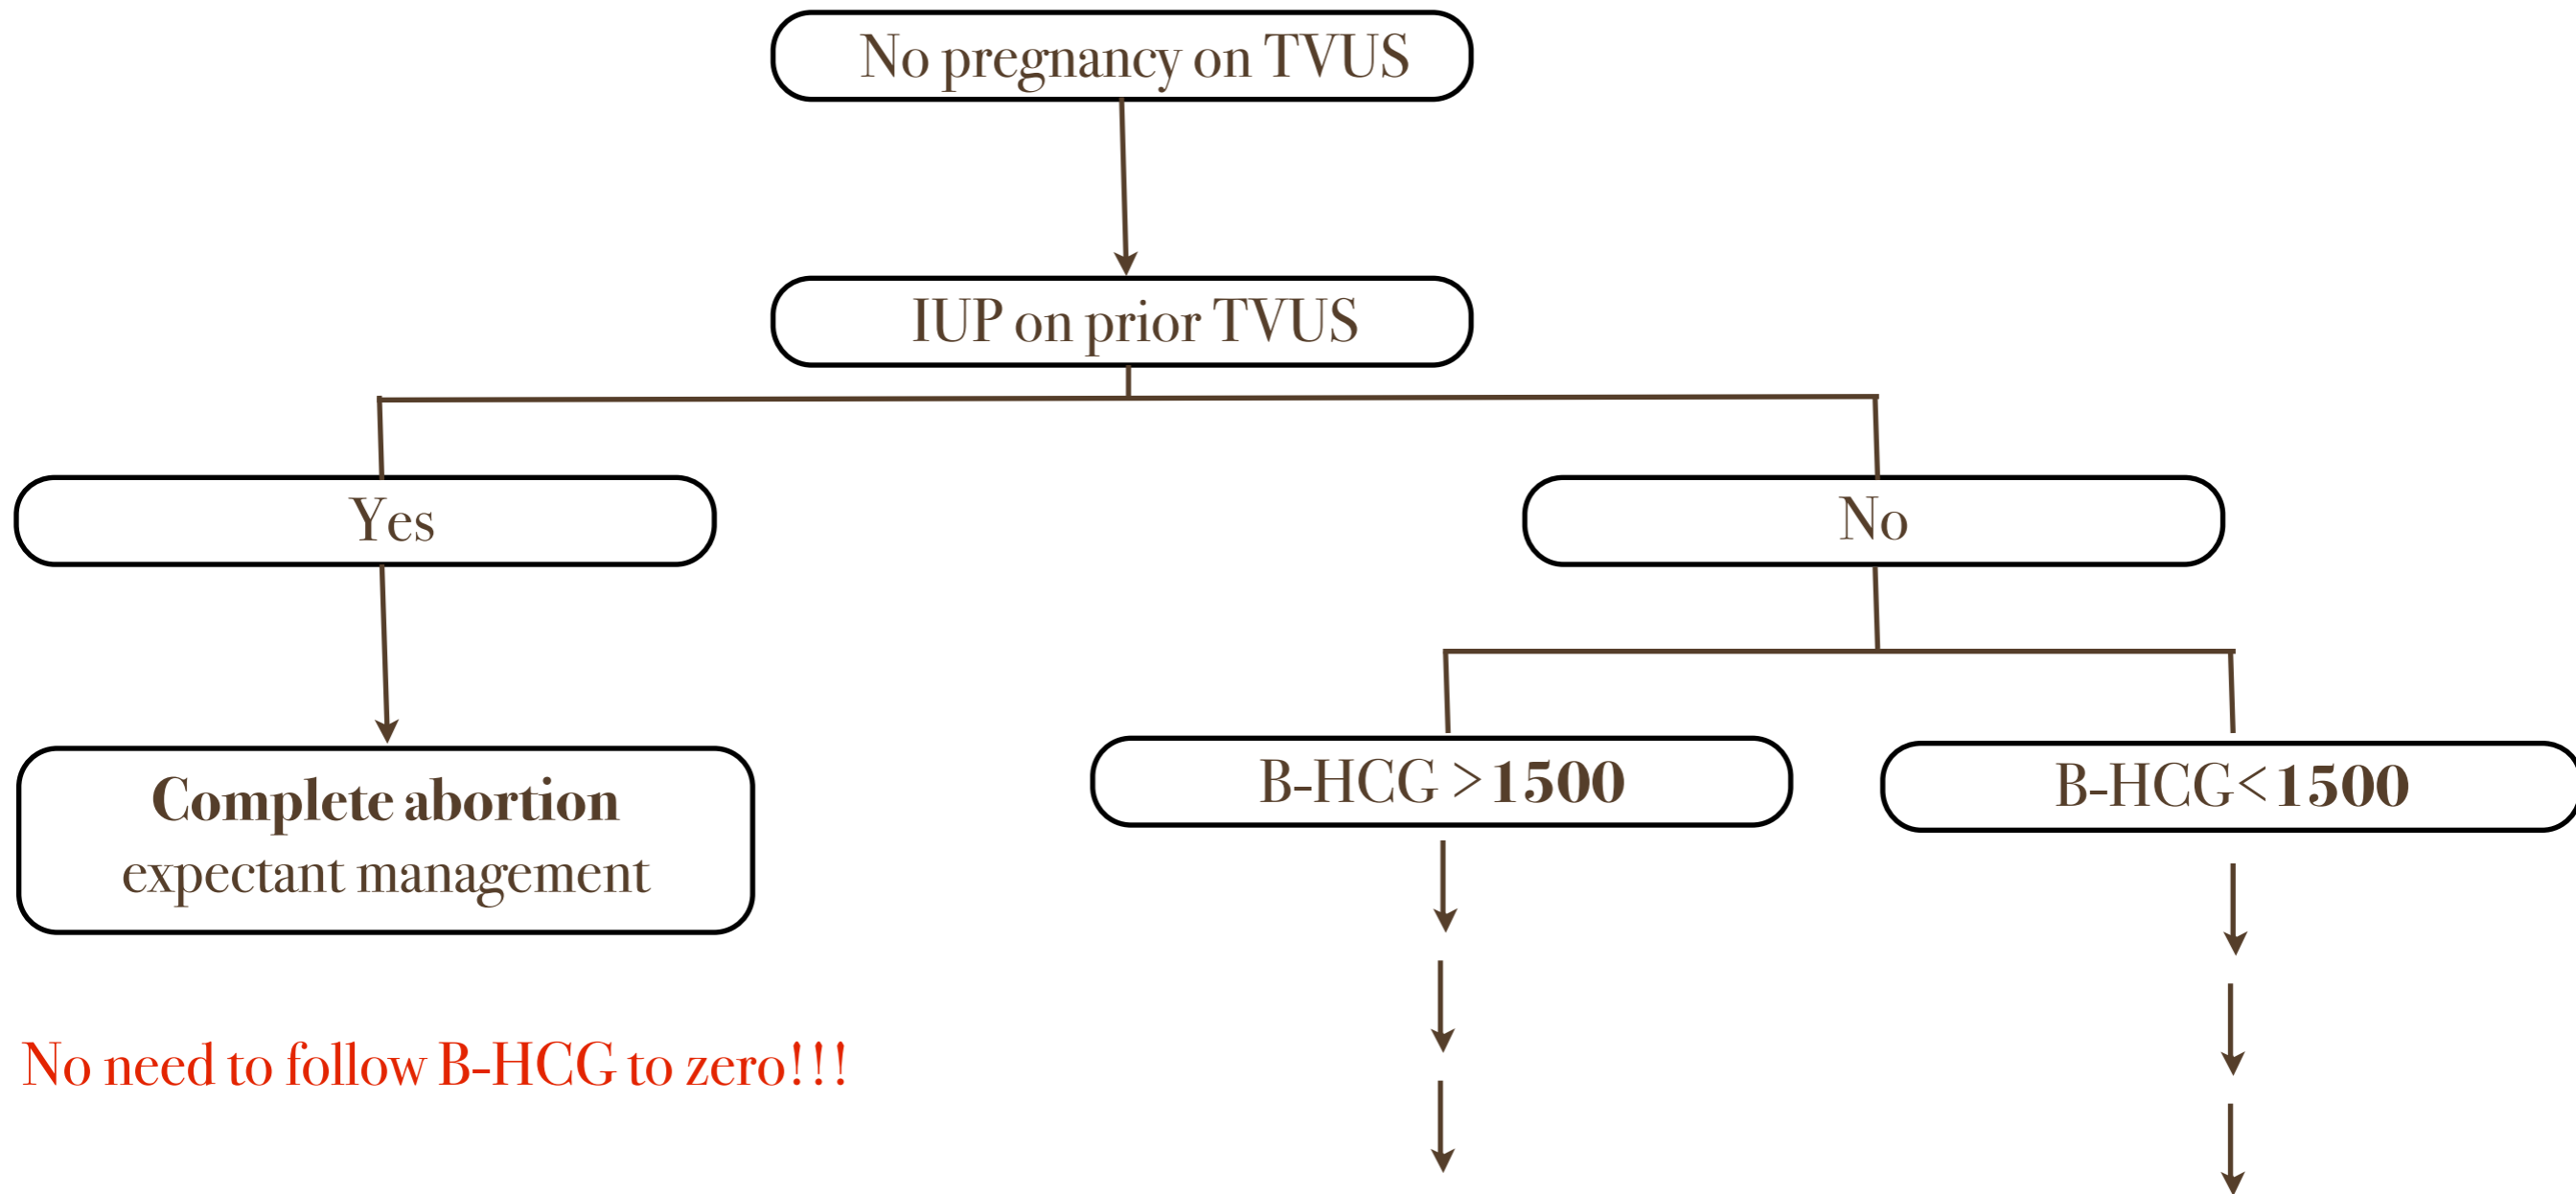 No pregnancy on TVUS
IUP on prior TVUS
Yes
No
Complete abortion
expectant management
B-HCG >1500
B-HCG<1500
No need to follow B-HCG to zero!!!